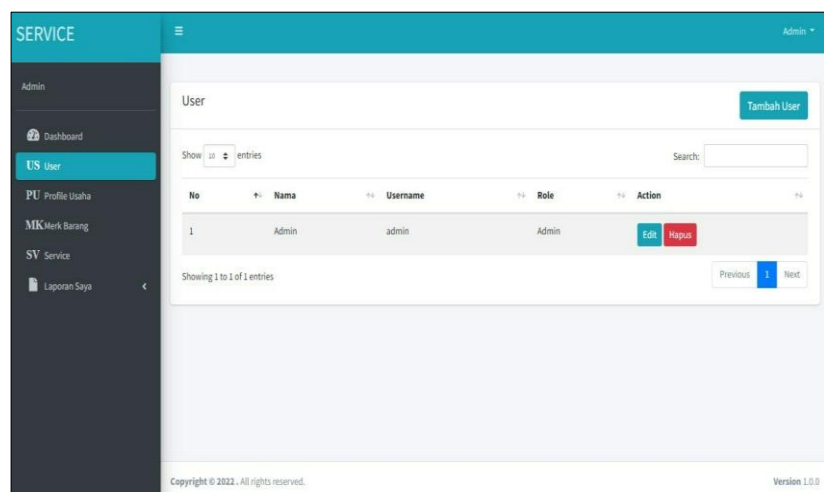 SERVICE
Admin
Admin
Dashboard
US User
PU Profile Usaha
MK Merk Barang
SV Service
Laporan Saya
User
Tambah User
Show 10 entries
Search:
No Nama Username Role Action
1 Admin admin Admin Edit Hapus
Showing 1 to 1 of 1 entries
Previous 1 Next
Copyright © 2022 . All rights reserved.
Version 1.0.0